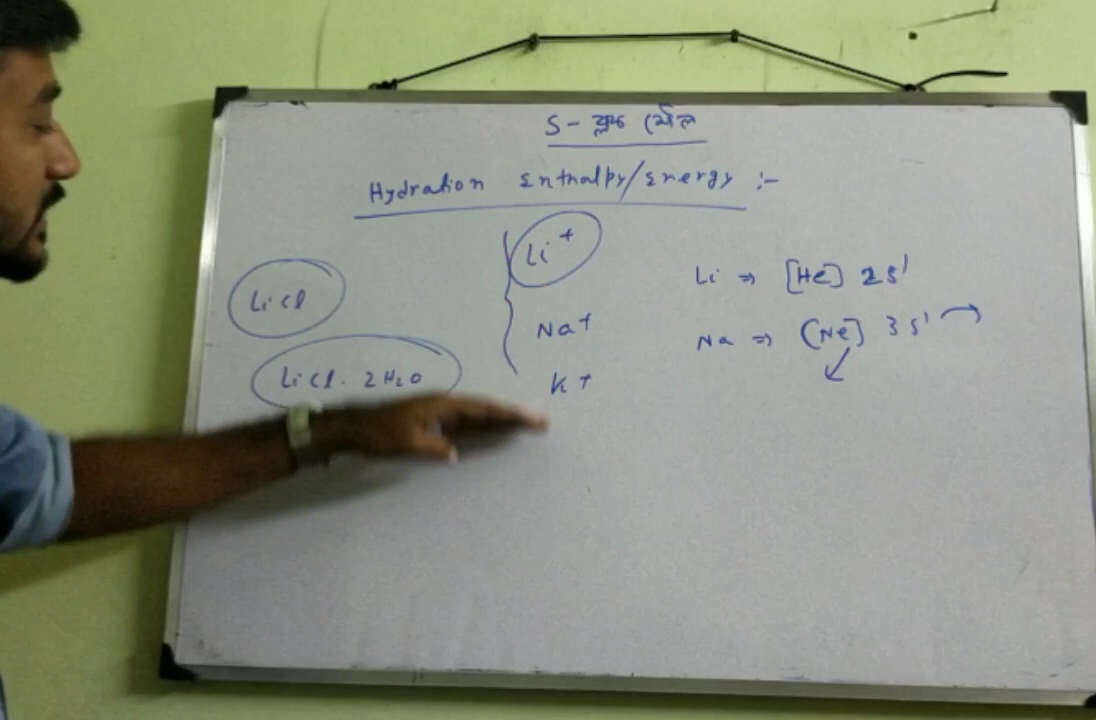 S- ব্লক মৌল
Hydration Enthalpy/Energy :-
Li+
LiCl
Li => [He] 2s¹
Na+
Na => [Ne] 3s¹
LiCl. 2H₂O
K+